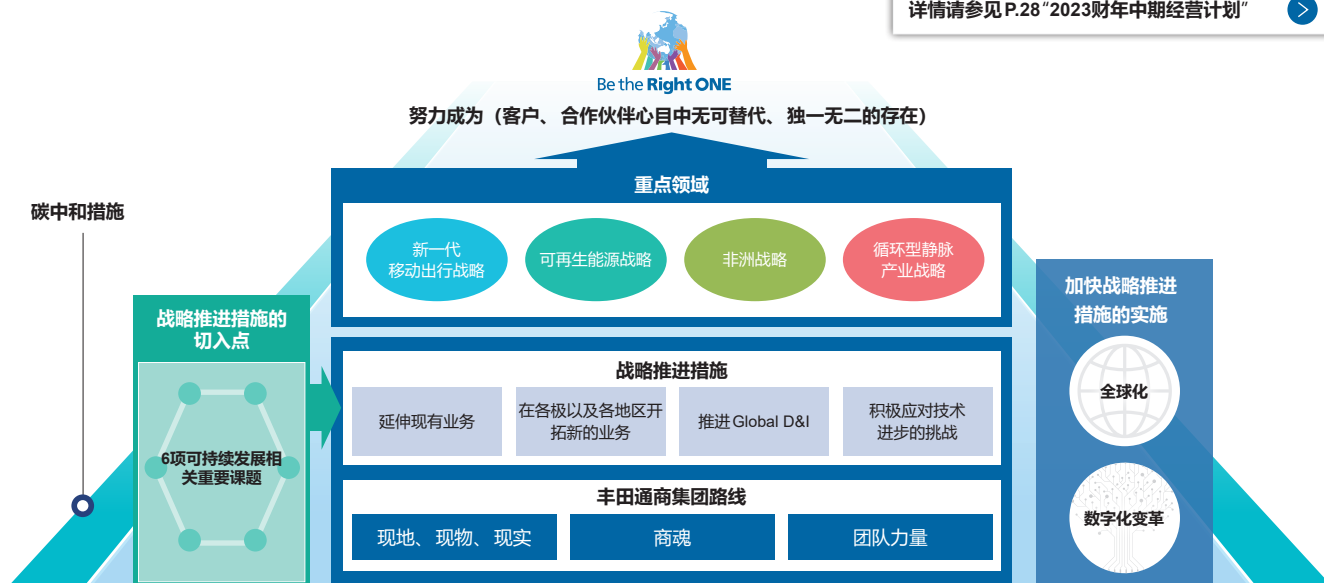 详情请参见P.28“2023财年中期经营计划”
Be the Right ONE
努力成为（客户、合作伙伴心目中无可替代、独一无二的存在）
重点领域
新一代
移动出行战略
可再生能源战略
非洲战略
循环型静脉
产业战略
碳中和措施
战略推进措施的
切入点
6项可持续发展相
关重要课题
战略推进措施
延伸现有业务
在各极以及各地区开
拓新的业务
推进Global D&I
积极应对技术
进步的挑战
丰田通商集团路线
现地、现物、现实
商魂
团队力量
加快战略推进
措施的实施
全球化
数字化变革